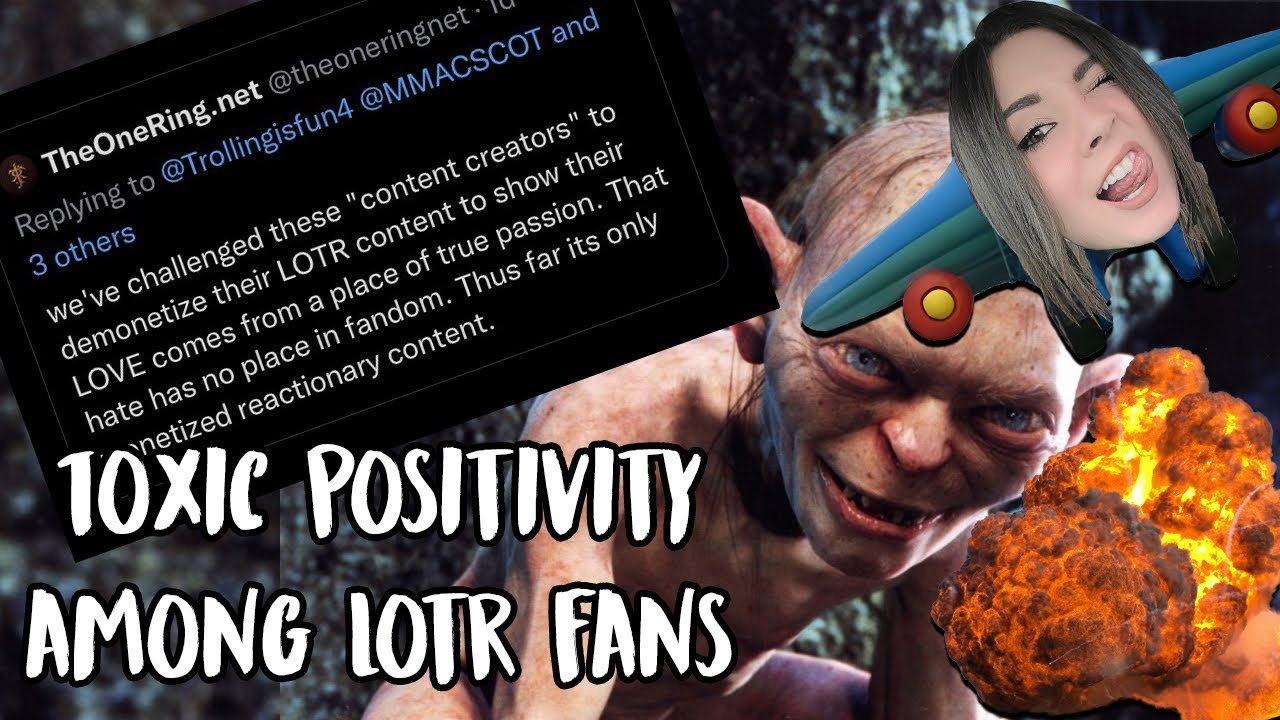 TheOneRing.net @theoneringnet · 1d
Replying to @Trollingisfun4 @MMACSCOT and
3 others
we've challenged these "content creators" to
demonetize their LOTR content to show their
LOVE comes from a place of true passion. That
hate has no place in fandom. Thus far its only
monetized reactionary content.
TOXIC POSITIVITY
AMONG LOTR FANS